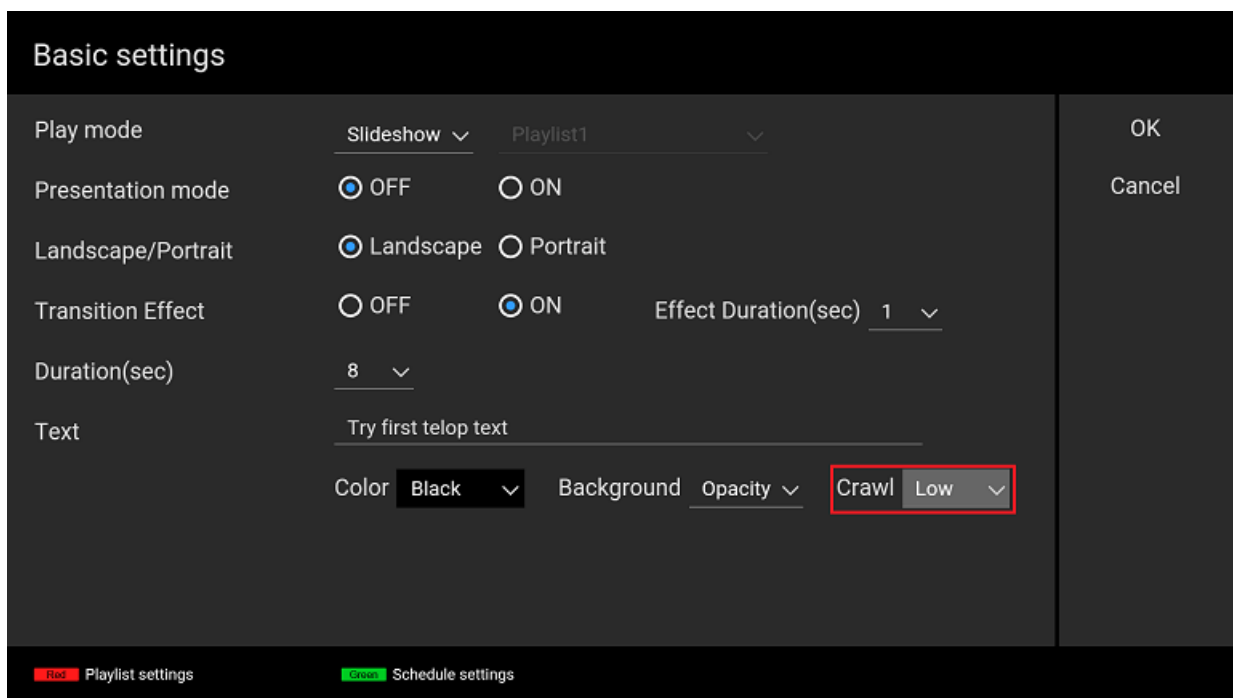 Basic settings
Play mode Slideshow Playlist1 OK
Presentation mode OFF ON Cancel
Landscape/Portrait Landscape Portrait
Transition Effect OFF ON Effect Duration(sec) 1
Duration(sec) 8
Text Try first telop text
Color Black Background Opacity Crawl Low
Red Playlist settings Green Schedule settings